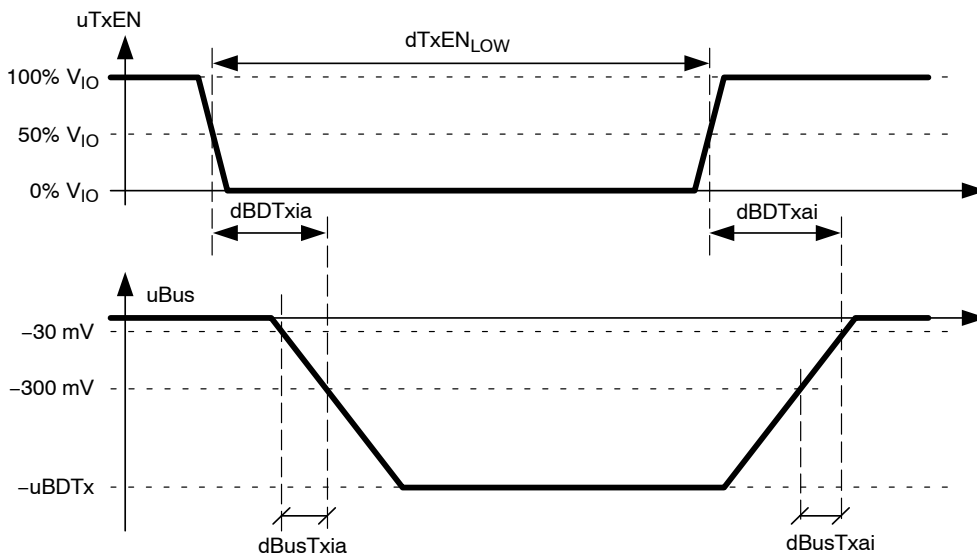 uTxEN
dTxEN_LOW
100% V_IO
50% V_IO
0% V_IO
dBDTxia
dBDTxai
uBus
–30 mV
–300 mV
–uBDTx
dBusTxia
dBusTxai